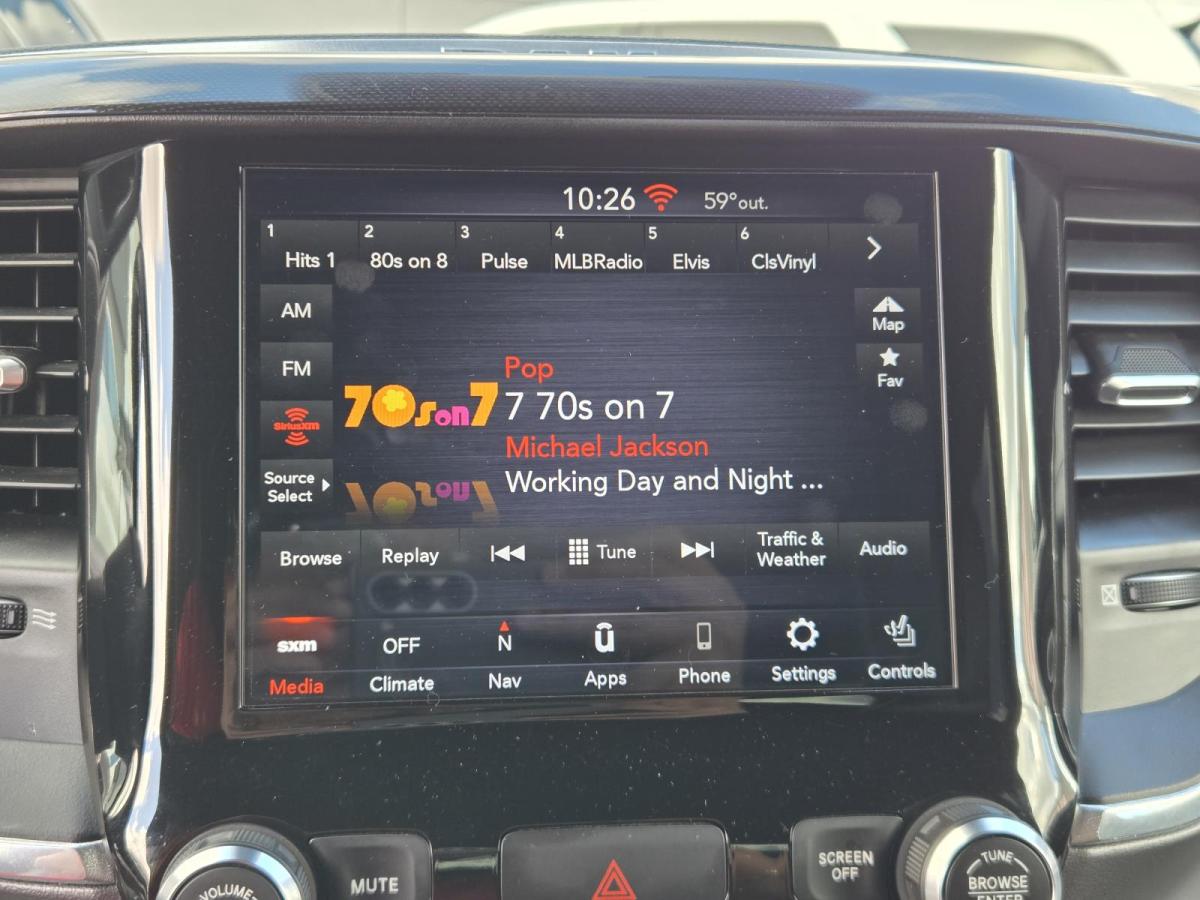 10:26 59° out.
1 2 3 4 5 6
Hits 1 80s on 8 Pulse MLBRadio Elvis ClsVinyl
AM
Map
FM
Fav
Pop
70s on 7 7 70s on 7
SiriusXM
Michael Jackson
Source
Select
Working Day and Night ...
Browse Replay Tune Traffic &
Weather Audio
sxm OFF N ū
Media Climate Nav Apps Phone Settings Controls
VOLUME
MUTE
SCREEN
OFF
TUNE
BROWSE
ENTER